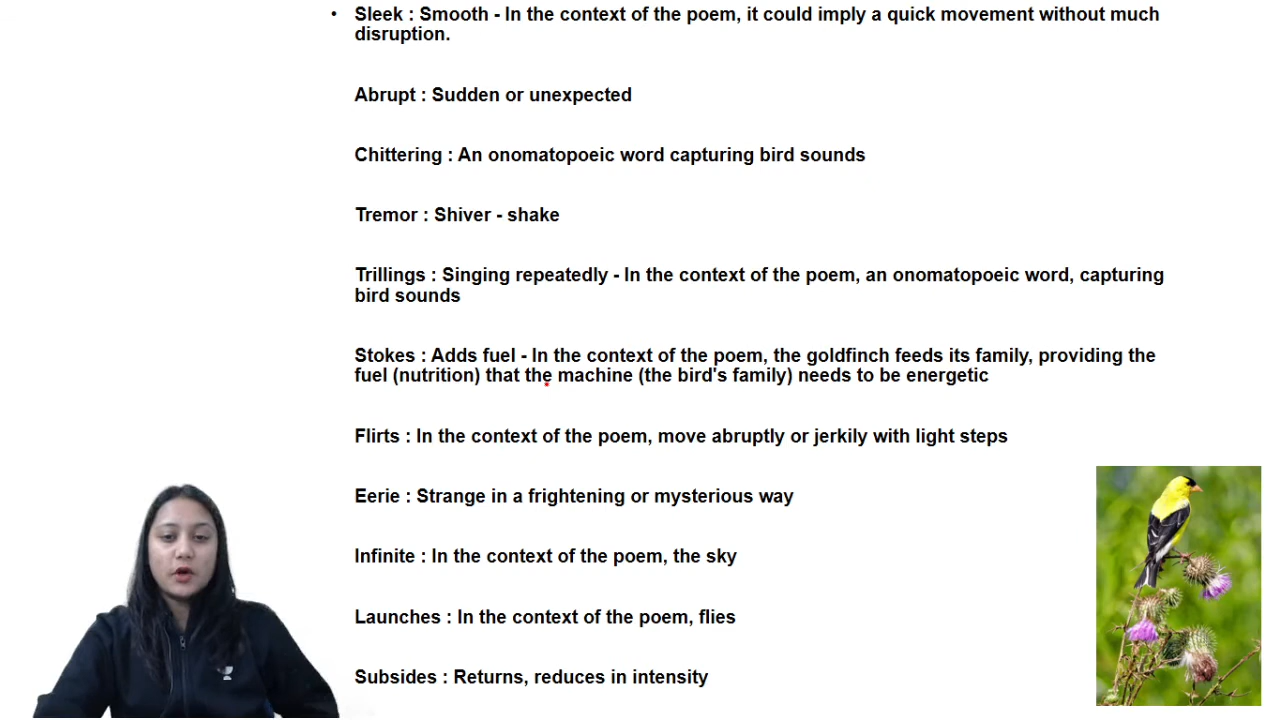 • Sleek : Smooth - In the context of the poem, it could imply a quick movement without much
disruption.
Abrupt : Sudden or unexpected
Chittering : An onomatopoeic word capturing bird sounds
Tremor : Shiver - shake
Trillings : Singing repeatedly - In the context of the poem, an onomatopoeic word, capturing
bird sounds
Stokes : Adds fuel - In the context of the poem, the goldfinch feeds its family, providing the
fuel (nutrition) that the machine (the bird's family) needs to be energetic
Flirts : In the context of the poem, move abruptly or jerkily with light steps
Eerie : Strange in a frightening or mysterious way
Infinite : In the context of the poem, the sky
Launches : In the context of the poem, flies
Subsides : Returns, reduces in intensity